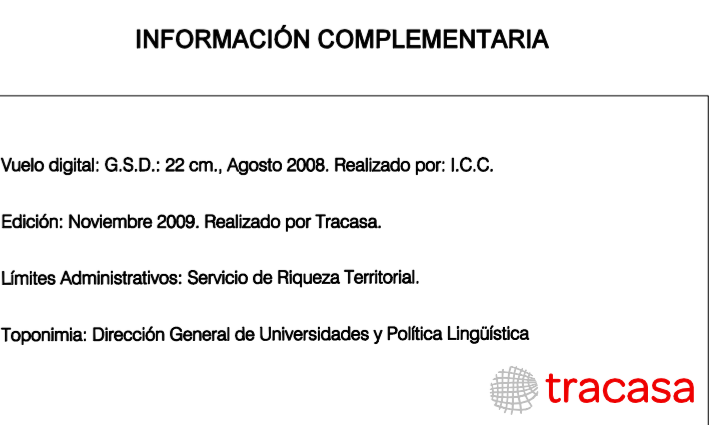 INFORMACIÓN COMPLEMENTARIA
Vuelo digital: G.S.D.: 22 cm., Agosto 2008. Realizado por: I.C.C.
Edición: Noviembre 2009. Realizado por Tracasa.
Límites Administrativos: Servicio de Riqueza Territorial.
Toponimia: Dirección General de Universidades y Política Lingüística
tracasa